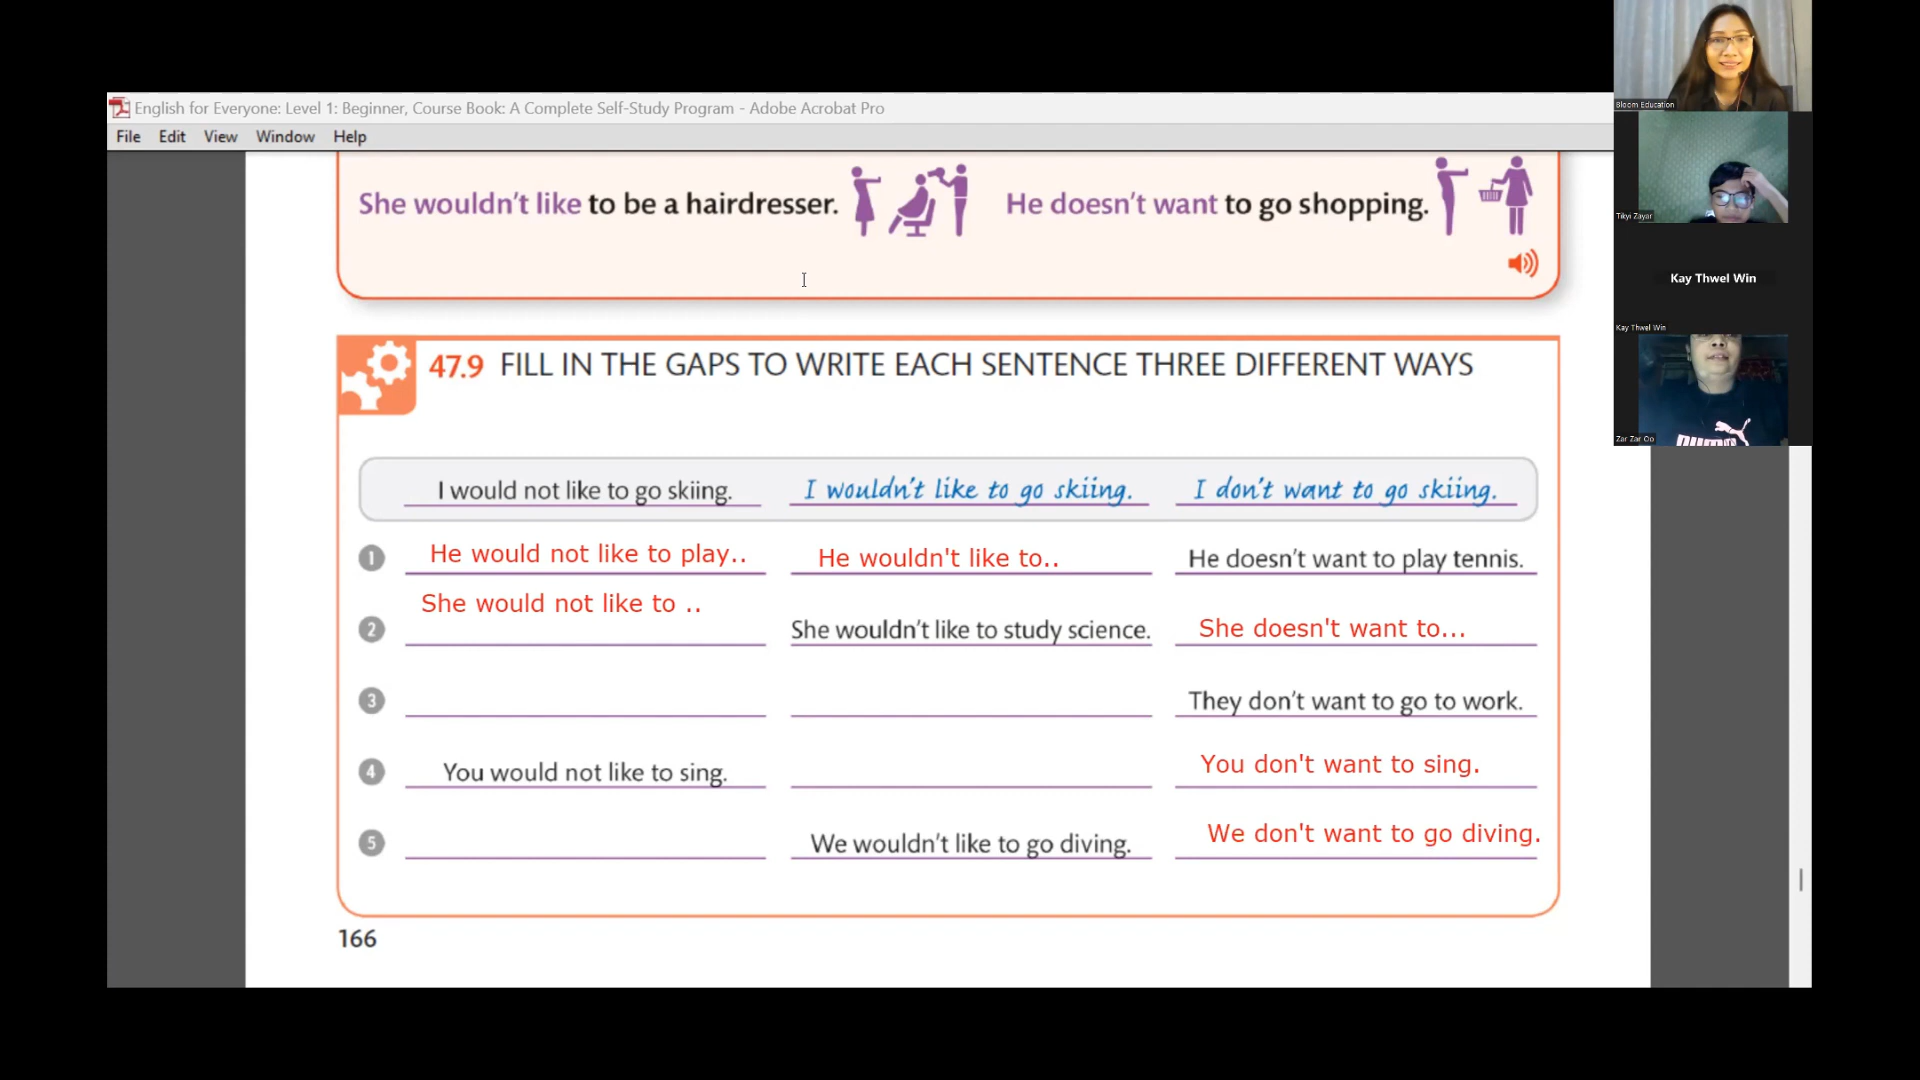 Bloom Education
English for Everyone: Level 1: Beginner, Course Book: A Complete Self-Study Program - Adobe Acrobat Pro
File Edit View Window Help
She wouldn't like to be a hairdresser. He doesn't want to go shopping.
Tikyi Zayar
Kay Thwel Win
Kay Thwel Win
47.9 FILL IN THE GAPS TO WRITE EACH SENTENCE THREE DIFFERENT WAYS
PUMA
Zar Zar Oo
I would not like to go skiing. I wouldn't like to go skiing. I don't want to go skiing.
1 He would not like to play.. He wouldn't like to.. He doesn't want to play tennis.
She would not like to ..
2 She wouldn't like to study science. She doesn't want to...
3 They don't want to go to work.
4 You would not like to sing. You don't want to sing.
5 We wouldn't like to go diving. We don't want to go diving.
166